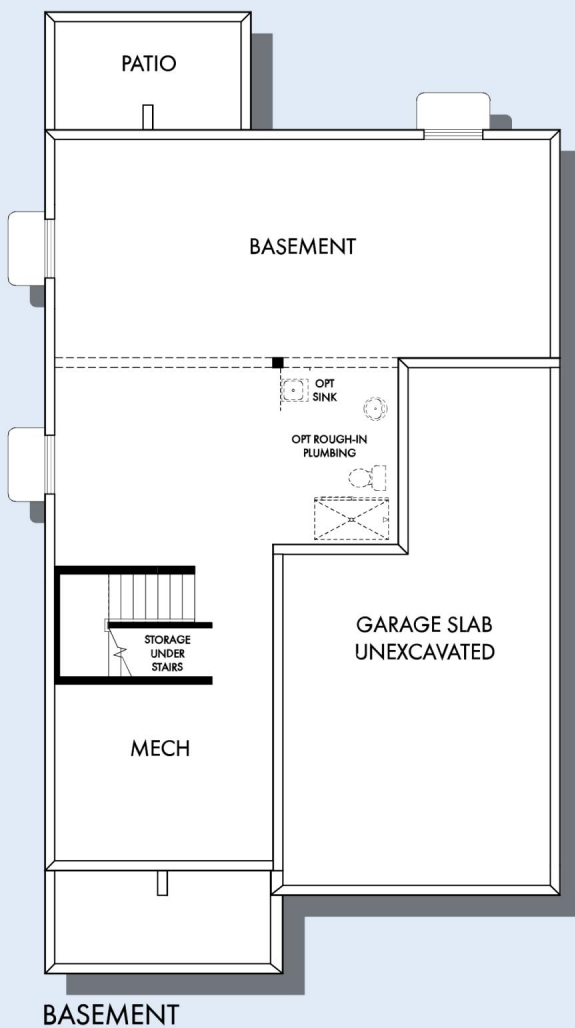 PATIO
BASEMENT
OPT
SINK
OPT ROUGH-IN
PLUMBING
GARAGE SLAB
UNEXCAVATED
STORAGE
UNDER
STAIRS
MECH
BASEMENT